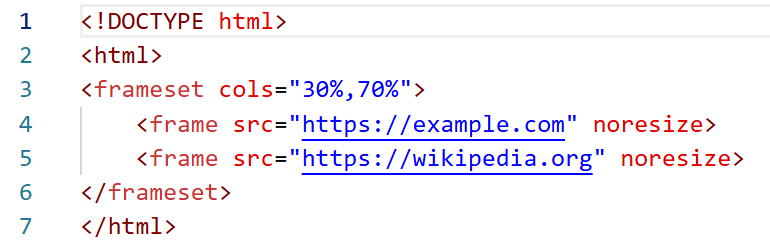 1 <!DOCTYPE html>
2 <html>
3 <frameset cols="30%,70%">
4     <frame src="https://example.com" noresize>
5     <frame src="https://wikipedia.org" noresize>
6 </frameset>
7 </html>